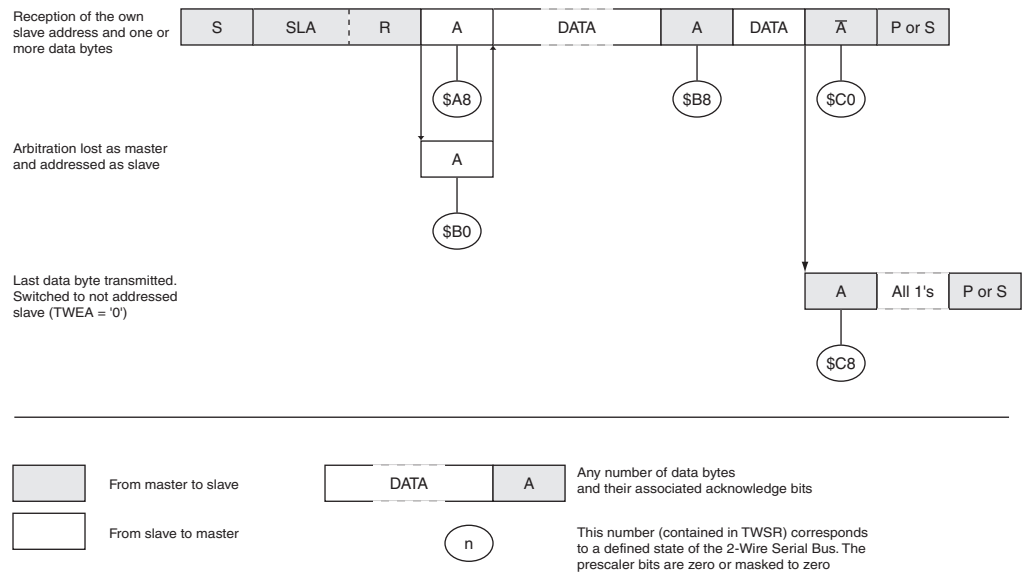 Reception of the own
slave address and one or
more data bytes
S SLA R A DATA A DATA A̅ P or S
$A8 $B8 $C0
Arbitration lost as master
and addressed as slave
A
$B0
Last data byte transmitted.
Switched to not addressed
slave (TWEA = '0')
A All 1's P or S
$C8
From master to slave
DATA A
Any number of data bytes
and their associated acknowledge bits
From slave to master
n
This number (contained in TWSR) corresponds
to a defined state of the 2-Wire Serial Bus. The
prescaler bits are zero or masked to zero